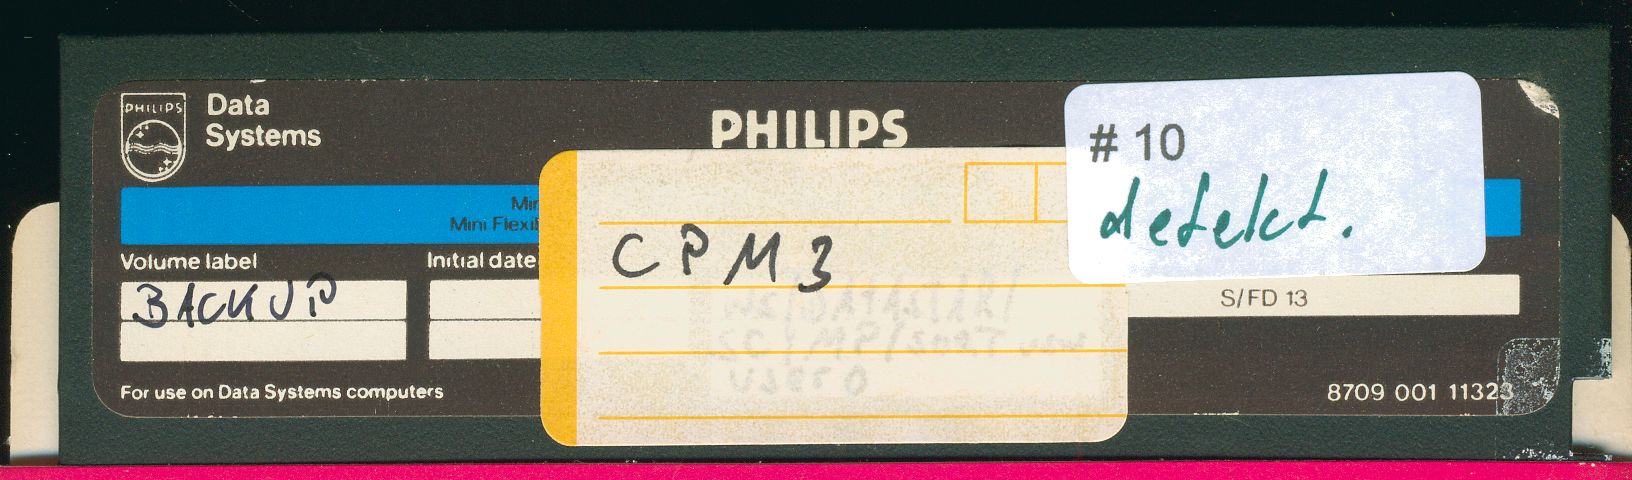 PHILIPS
Data
Systems
PHILIPS
# 10
defekt.
Mini Flexi
Volume label
Initial date
BACKUP
CPM3
S/FD 13
For use on Data Systems computers
8709 001 11323